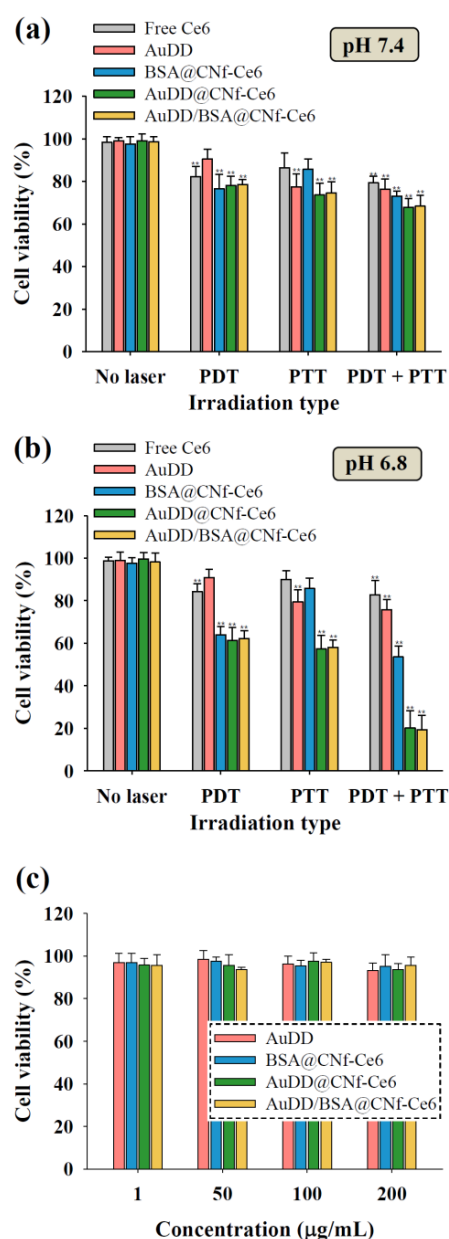 (a)
pH 7.4
Free Ce6
AuDD
BSA@CNf-Ce6
AuDD@CNf-Ce6
AuDD/BSA@CNf-Ce6
Cell viability (%)
120
100
80
60
40
20
0
** ** ** ** ** ** ** ** ** ** ** ** **
No laser PDT PTT PDT + PTT
Irradiation type
(b)
pH 6.8
Free Ce6
AuDD
BSA@CNf-Ce6
AuDD@CNf-Ce6
AuDD/BSA@CNf-Ce6
Cell viability (%)
120
100
80
60
40
20
0
** ** ** ** ** ** ** ** ** ** ** **
No laser PDT PTT PDT + PTT
Irradiation type
(c)
Cell viability (%)
120
100
80
60
40
20
0
AuDD
BSA@CNf-Ce6
AuDD@CNf-Ce6
AuDD/BSA@CNf-Ce6
1 50 100 200
Concentration (μg/mL)